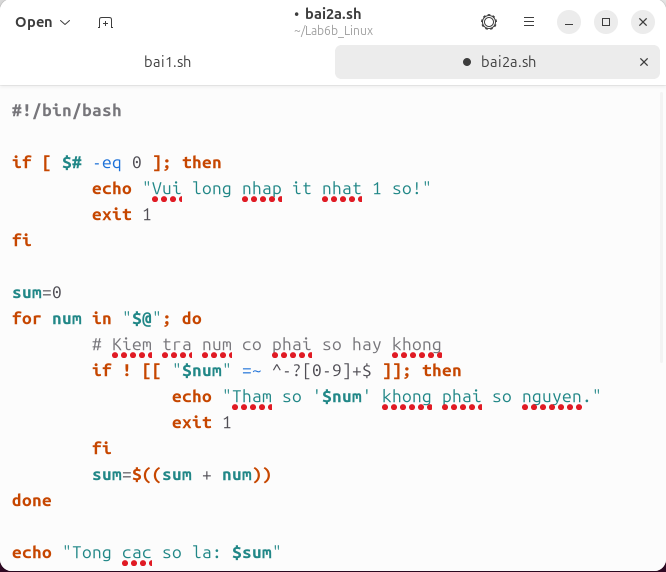 Open
• bai2a.sh
~/Lab6b_Linux
bai1.sh
● bai2a.sh
#!/bin/bash
if [ $# -eq 0 ]; then
echo "Vui long nhap it nhat 1 so!"
exit 1
fi
sum=0
for num in "$@"; do
# Kiem tra num co phai so hay khong
if ! [[ "$num" =~ ^-?[0-9]+$ ]]; then
echo "Tham so '$num' khong phai so nguyen."
exit 1
fi
sum=$((sum + num))
done
echo "Tong cac so la: $sum"